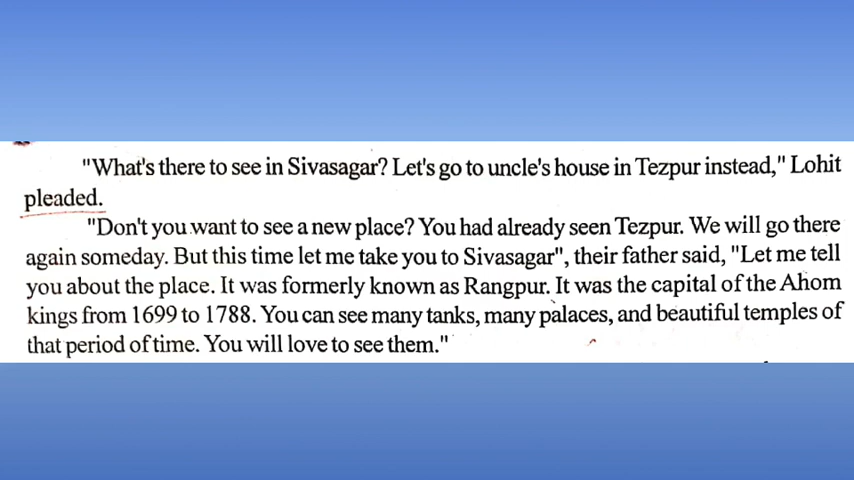 "What's there to see in Sivasagar? Let's go to uncle's house in Tezpur instead," Lohit
pleaded.
"Don't you want to see a new place? You had already seen Tezpur. We will go there
again someday. But this time let me take you to Sivasagar", their father said, "Let me tell
you about the place. It was formerly known as Rangpur. It was the capital of the Ahom
kings from 1699 to 1788. You can see many tanks, many palaces, and beautiful temples of
that period of time. You will love to see them."